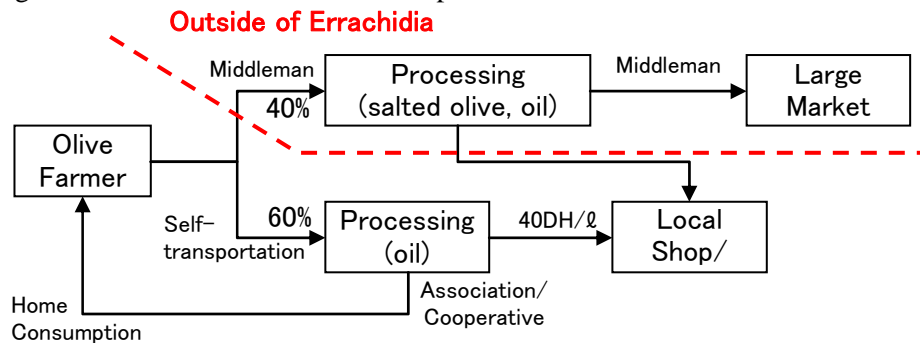 Outside of Errachidia
Middleman
40%
Processing
(salted olive, oil)
Middleman
Large
Market
Olive
Farmer
Self-
transportation
60%
Processing
(oil)
40DH/ℓ
Local
Shop/
Association/
Cooperative
Home
Consumption